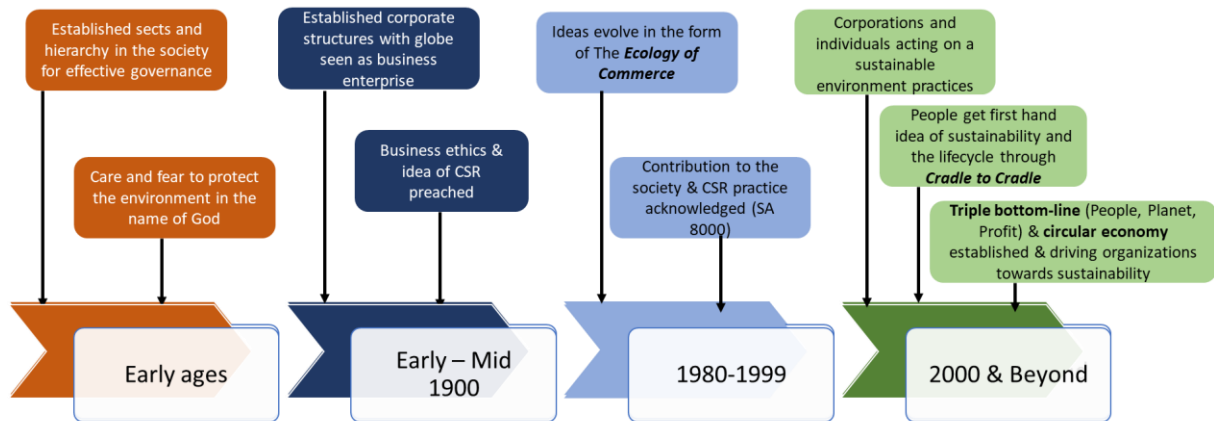 Established sects and
hierarchy in the society
for effective governance
Care and fear to protect
the environment in the
name of God
Early ages
Established corporate
structures with globe
seen as business
enterprise
Business ethics &
idea of CSR
preached
Early – Mid
1900
Ideas evolve in the form
of The Ecology of
Commerce
Contribution to the
society & CSR practice
acknowledged (SA
8000)
1980-1999
Corporations and
individuals acting on a
sustainable
environment practices
People get first hand
idea of sustainability and
the lifecycle through
Cradle to Cradle
Triple bottom-line (People, Planet,
Profit) & circular economy
established & driving organizations
towards sustainability
2000 & Beyond